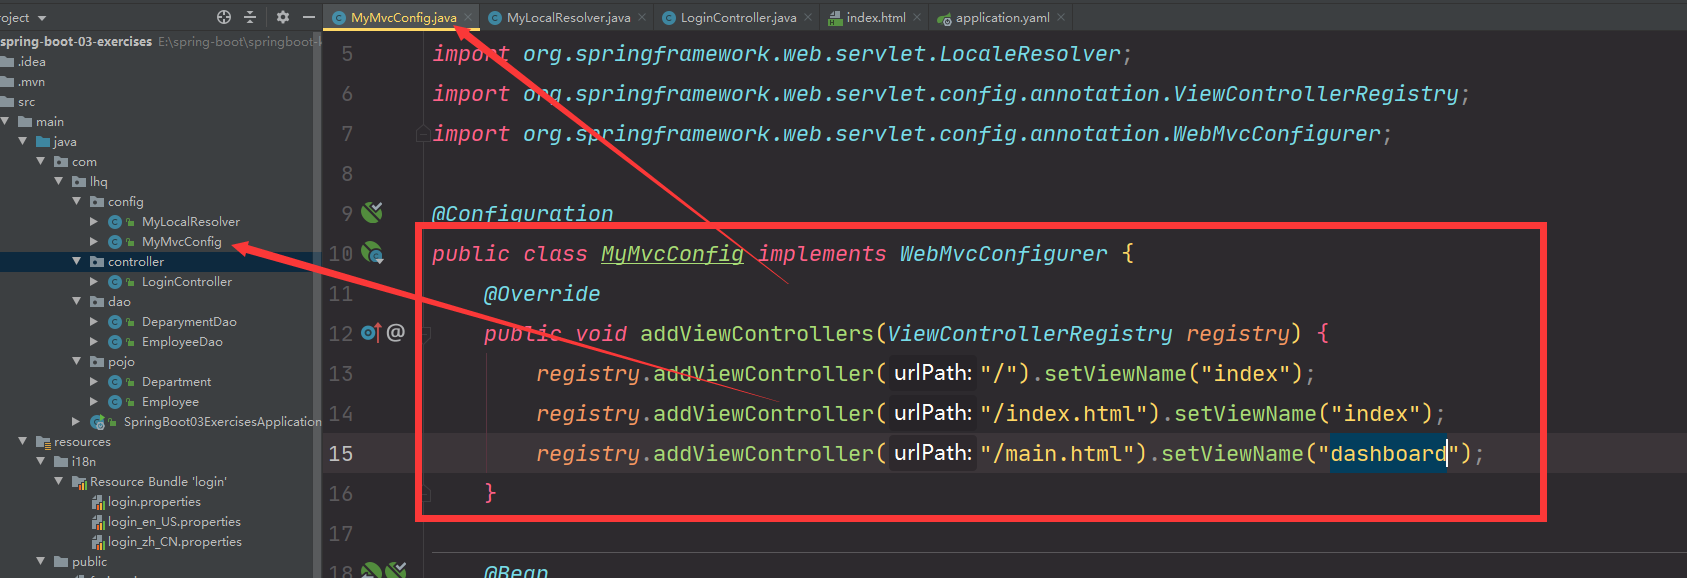 roject
MyMvcConfig.java
MyLocalResolver.java
LoginController.java
index.html
application.yaml
spring-boot-03-exercises E:\spring-boot\springboot-k
.idea
.mvn
src
main
java
com
lhq
config
MyLocalResolver
MyMvcConfig
controller
LoginController
dao
DeparymentDao
EmployeeDao
pojo
Department
Employee
SpringBoot03ExercisesApplication
resources
i18n
Resource Bundle 'login'
login.properties
login_en_US.properties
login_zh_CN.properties
public
5 import org.springframework.web.servlet.LocaleResolver;
6 import org.springframework.web.servlet.config.annotation.ViewControllerRegistry;
7 import org.springframework.web.servlet.config.annotation.WebMvcConfigurer;
8
9 @Configuration
10 public class MyMvcConfig implements WebMvcConfigurer {
11 @Override
12 @ public void addViewControllers(ViewControllerRegistry registry) {
13 registry.addViewController( urlPath: "/").setViewName("index");
14 registry.addViewController( urlPath: "/index.html").setViewName("index");
15 registry.addViewController( urlPath: "/main.html").setViewName("dashboard");
16 }
17
18 @Bean